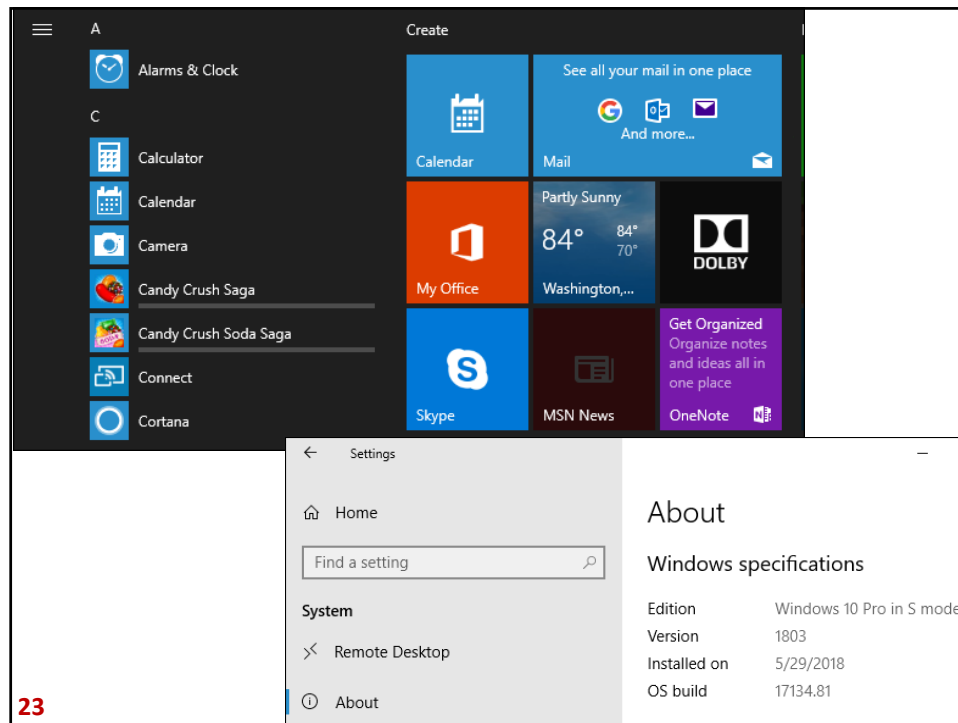 A
Alarms & Clock
C
Calculator
Calendar
Camera
Candy Crush Saga
Candy Crush Soda Saga
Connect
Cortana
Create
Calendar
See all your mail in one place
And more...
Mail
My Office
Partly Sunny
84° 84°
70°
Washington,...
DOLBY
Skype
MSN News
Get Organized
Organize notes
and ideas all in
one place
OneNote
Settings
Home
Find a setting
System
Remote Desktop
About
About
Windows specifications
Edition Windows 10 Pro in S mode
Version 1803
Installed on 5/29/2018
OS build 17134.81
23